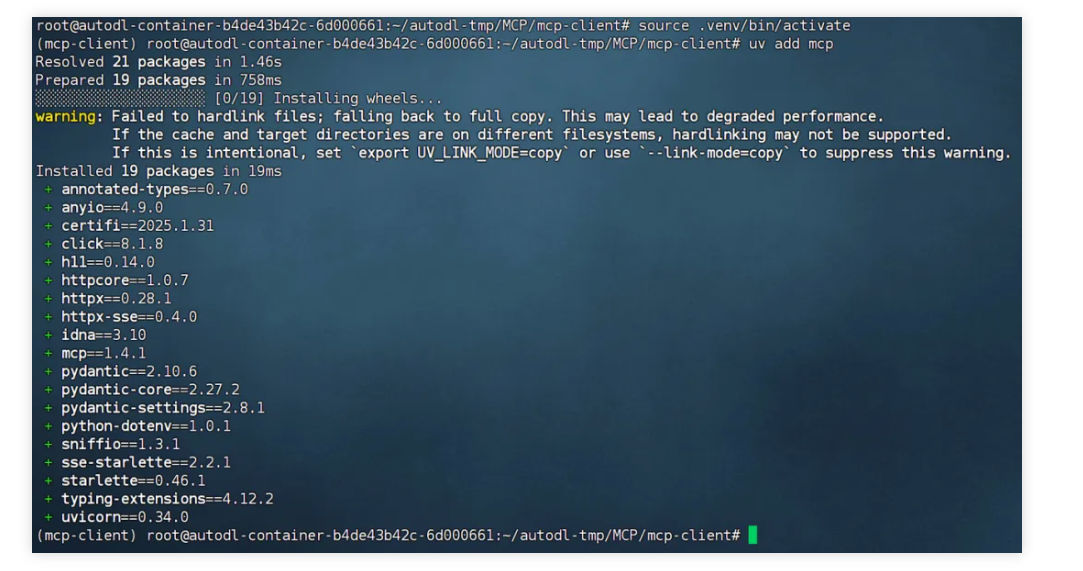 root@autodl-container-b4de43b42c-6d000661:~/autodl-tmp/MCP/mcp-client# source .venv/bin/activate
(mcp-client) root@autodl-container-b4de43b42c-6d000661:~/autodl-tmp/MCP/mcp-client# uv add mcp
Resolved 21 packages in 1.46s
Prepared 19 packages in 758ms
░░░░░░░░░░░░░░░░░░░░ [0/19] Installing wheels...
warning: Failed to hardlink files; falling back to full copy. This may lead to degraded performance.
         If the cache and target directories are on different filesystems, hardlinking may not be supported.
         If this is intentional, set `export UV_LINK_MODE=copy` or use `--link-mode=copy` to suppress this warning.
Installed 19 packages in 19ms
 + annotated-types==0.7.0
 + anyio==4.9.0
 + certifi==2025.1.31
 + click==8.1.8
 + h11==0.14.0
 + httpcore==1.0.7
 + httpx==0.28.1
 + httpx-sse==0.4.0
 + idna==3.10
 + mcp==1.4.1
 + pydantic==2.10.6
 + pydantic-core==2.27.2
 + pydantic-settings==2.8.1
 + python-dotenv==1.0.1
 + sniffio==1.3.1
 + sse-starlette==2.2.1
 + starlette==0.46.1
 + typing-extensions==4.12.2
 + uvicorn==0.34.0
(mcp-client) root@autodl-container-b4de43b42c-6d000661:~/autodl-tmp/MCP/mcp-client#